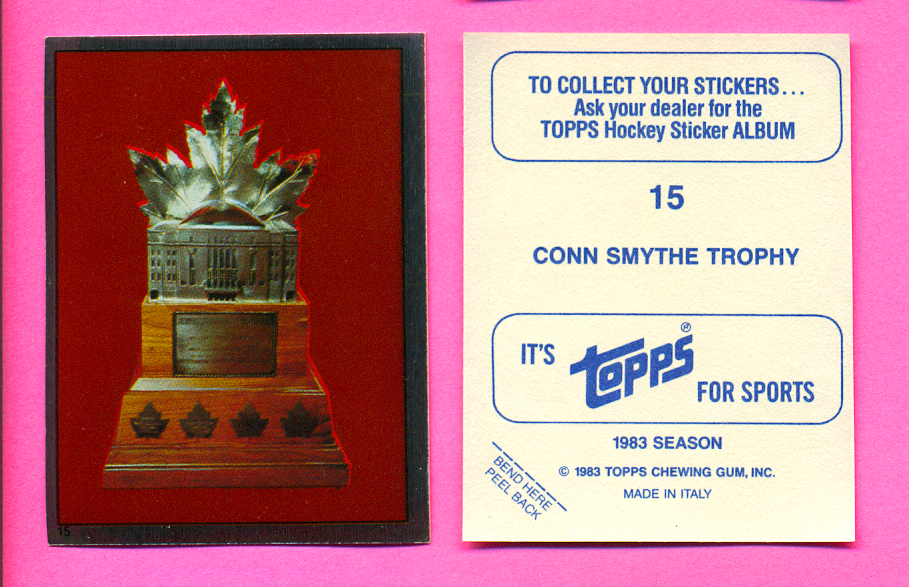 15
TO COLLECT YOUR STICKERS...
Ask your dealer for the
TOPPS Hockey Sticker ALBUM
15
CONN SMYTHE TROPHY
IT'S
TOPPS®
FOR SPORTS
1983 SEASON
© 1983 TOPPS CHEWING GUM, INC.
MADE IN ITALY
BEND HERE
PEEL BACK